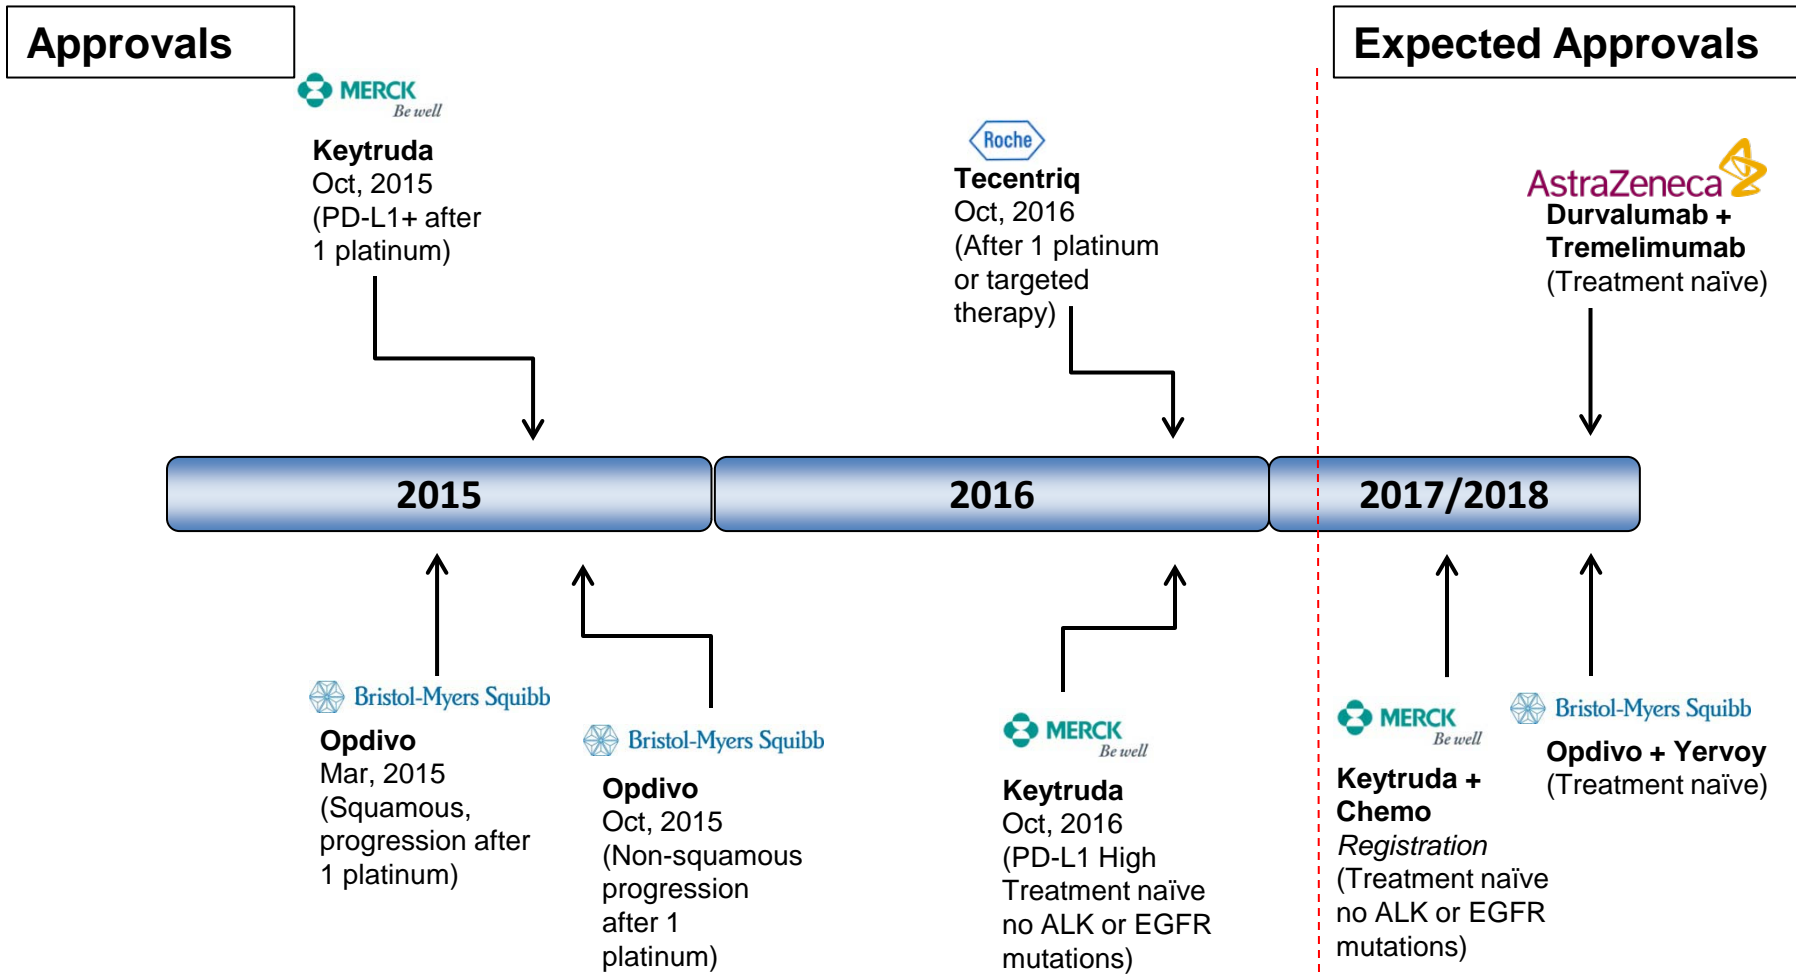 Approvals
Expected Approvals
MERCK
Be well
Keytruda
Oct, 2015
(PD-L1+ after
1 platinum)
Roche
Tecentriq
Oct, 2016
(After 1 platinum
or targeted
therapy)
AstraZeneca
Durvalumab +
Tremelimumab
(Treatment naïve)
2015
2016
2017/2018
Bristol-Myers Squibb
Opdivo
Mar, 2015
(Squamous,
progression after
1 platinum)
Bristol-Myers Squibb
Opdivo
Oct, 2015
(Non-squamous
progression
after 1
platinum)
MERCK
Be well
Keytruda
Oct, 2016
(PD-L1 High
Treatment naïve
no ALK or EGFR
mutations)
MERCK
Be well
Keytruda +
Chemo
Registration
(Treatment naïve
no ALK or EGFR
mutations)
Bristol-Myers Squibb
Opdivo + Yervoy
(Treatment naïve)